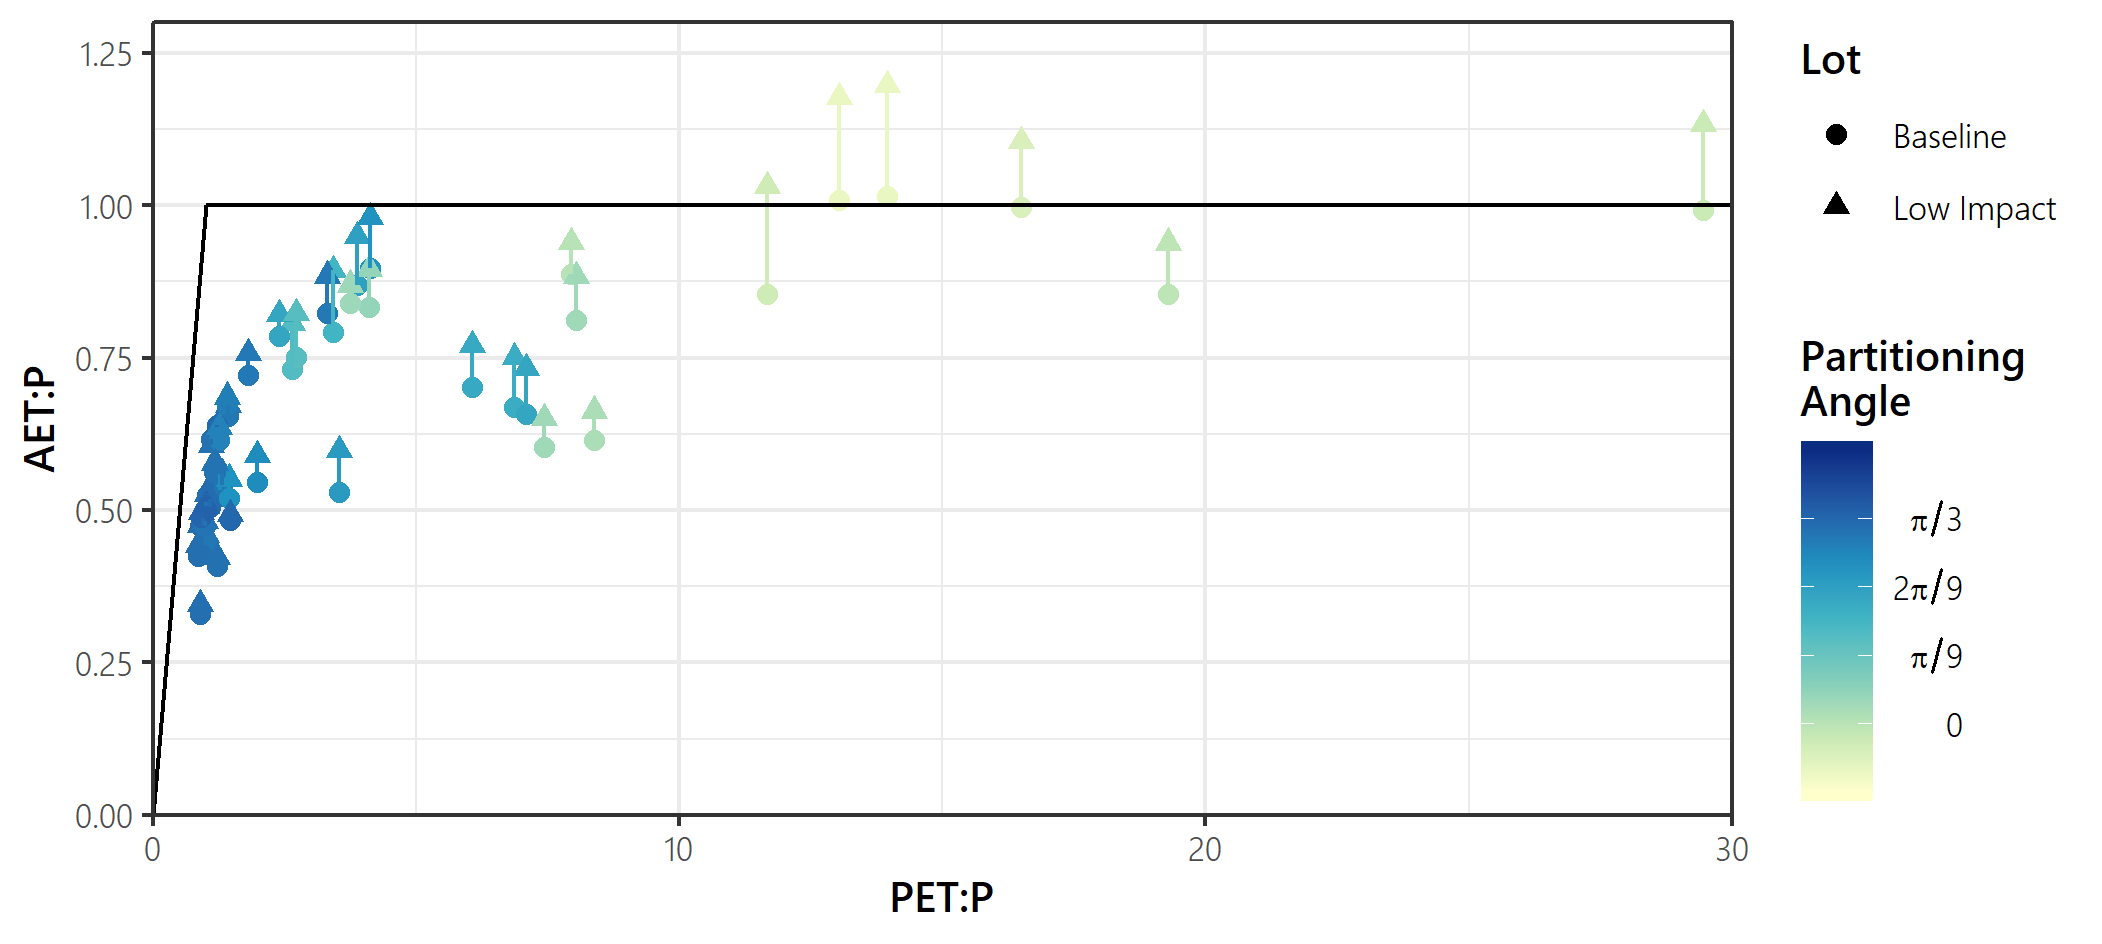 1.25
1.00
0.75
0.50
0.25
0.00
AET:P
0
10
20
30
PET:P
Lot
Baseline
Low Impact
Partitioning
Angle
π/3
2π/9
π/9
0